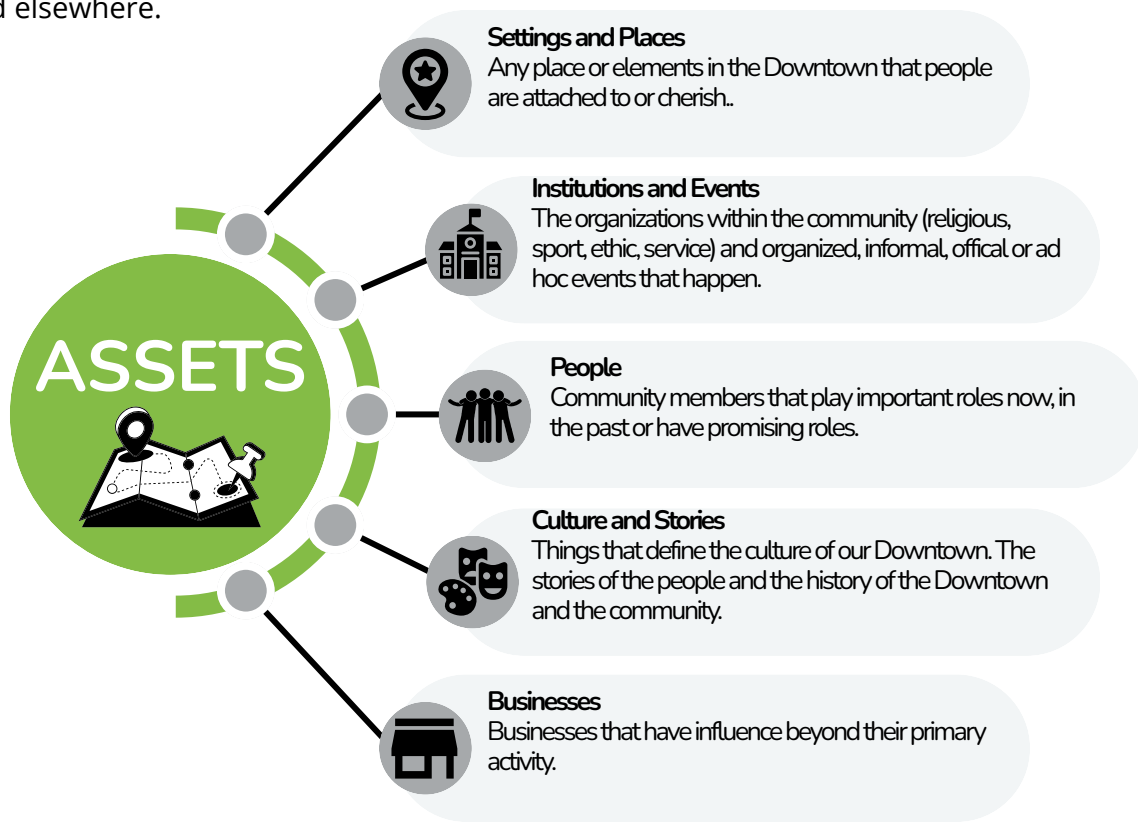 d elsewhere.
Settings and Places
Any place or elements in the Downtown that people
are attached to or cherish..
Institutions and Events
The organizations within the community (religious,
sport, ethic, service) and organized, informal, offical or ad
hoc events that happen.
ASSETS
People
Community members that play important roles now, in
the past or have promising roles.
Culture and Stories
Things that define the culture of our Downtown. The
stories of the people and the history of the Downtown
and the community.
Businesses
Businesses that have influence beyond their primary
activity.